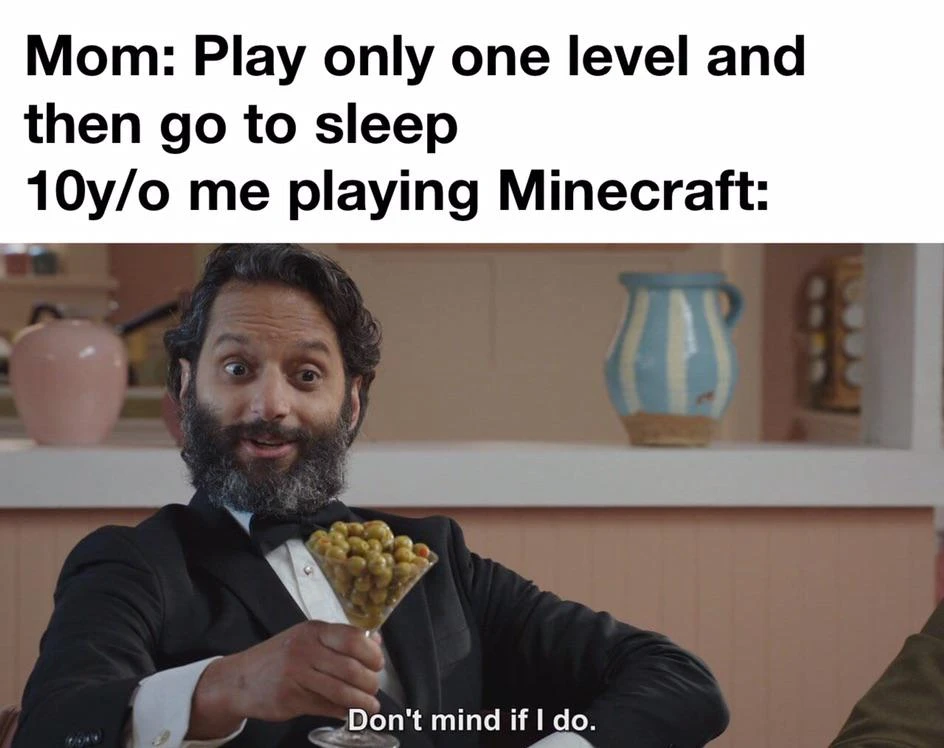 Mom: Play only one level and
then go to sleep
10y/o me playing Minecraft:
Don't mind if I do.